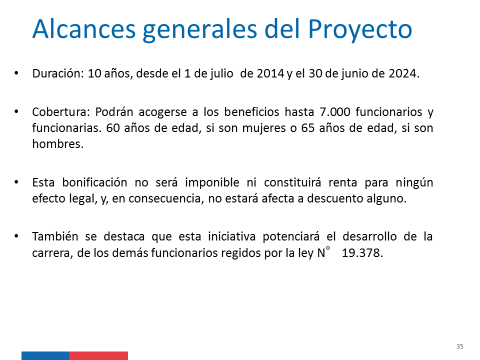 Alcances generales del Proyecto
• Duración: 10 años, desde el 1 de julio de 2014 y el 30 de junio de 2024.
• Cobertura: Podrán acogerse a los beneficios hasta 7.000 funcionarios y
funcionarias. 60 años de edad, si son mujeres o 65 años de edad, si son
hombres.
• Esta bonificación no será imponible ni constituirá renta para ningún
efecto legal, y, en consecuencia, no estará afecta a descuento alguno.
• También se destaca que esta iniciativa potenciará el desarrollo de la
carrera, de los demás funcionarios regidos por la ley N° 19.378.
35